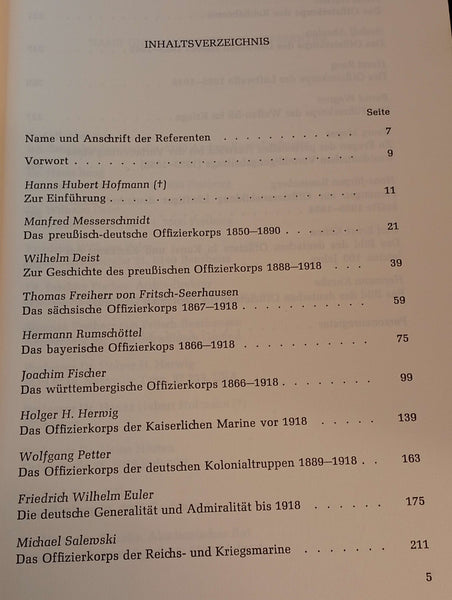 INHALTSVERZEICHNIS
Seite
Name und Anschrift der Referenten . . . . . . . . . . . 7
Vorwort . . . . . . . . . . . . . . . . . . . . . . . 9
Hanns Hubert Hofmann (†)
Zur Einführung . . . . . . . . . . . . . . . . . . . . 11
Manfred Messerschmidt
Das preußisch-deutsche Offizierkorps 1850—1890 . . . . . . . 21
Wilhelm Deist
Zur Geschichte des preußischen Offizierkorps 1888—1918 . . . . 39
Thomas Freiherr von Fritsch-Seerhausen
Das sächsische Offizierkorps 1867—1918 . . . . . . . . . . 59
Hermann Rumschöttel
Das bayerische Offizierkops 1866—1918 . . . . . . . . . . 75
Joachim Fischer
Das württembergische Offizierkorps 1866—1918 . . . . . . . . 99
Holger H. Herwig
Das Offizierkorps der Kaiserlichen Marine vor 1918 . . . . . 139
Wolfgang Petter
Das Offizierkorps der deutschen Kolonialtruppen 1889—1918 . . 163
Friedrich Wilhelm Euler
Die deutsche Generalität und Admiralität bis 1918 . . . . . 175
Michael Salewski
Das Offizierkorps der Reichs- und Kriegsmarine . . . . . . . 211
5